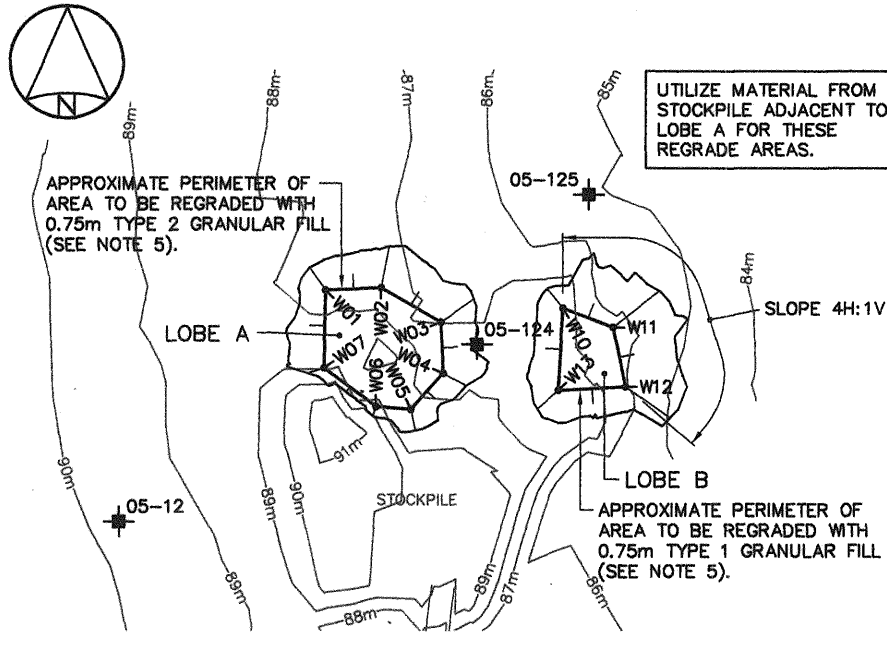 N
89m
88m
87m
86m
85m
UTILIZE MATERIAL FROM
STOCKPILE ADJACENT TO
LOBE A FOR THESE
REGRADE AREAS.
APPROXIMATE PERIMETER OF
AREA TO BE REGRADED WITH
0.75m TYPE 2 GRANULAR FILL
(SEE NOTE 5).
05-125
84m
SLOPE 4H:1V
LOBE A
W01
W02
W03
W04
W05
W06
W07
05-124
W10
W11
W12
W13
LOBE B
90m
05-12
91m
89m
90m
STOCKPILE
APPROXIMATE PERIMETER OF
AREA TO BE REGRADED WITH
0.75m TYPE 1 GRANULAR FILL
(SEE NOTE 5).
89m
88m
89m
87m
86m